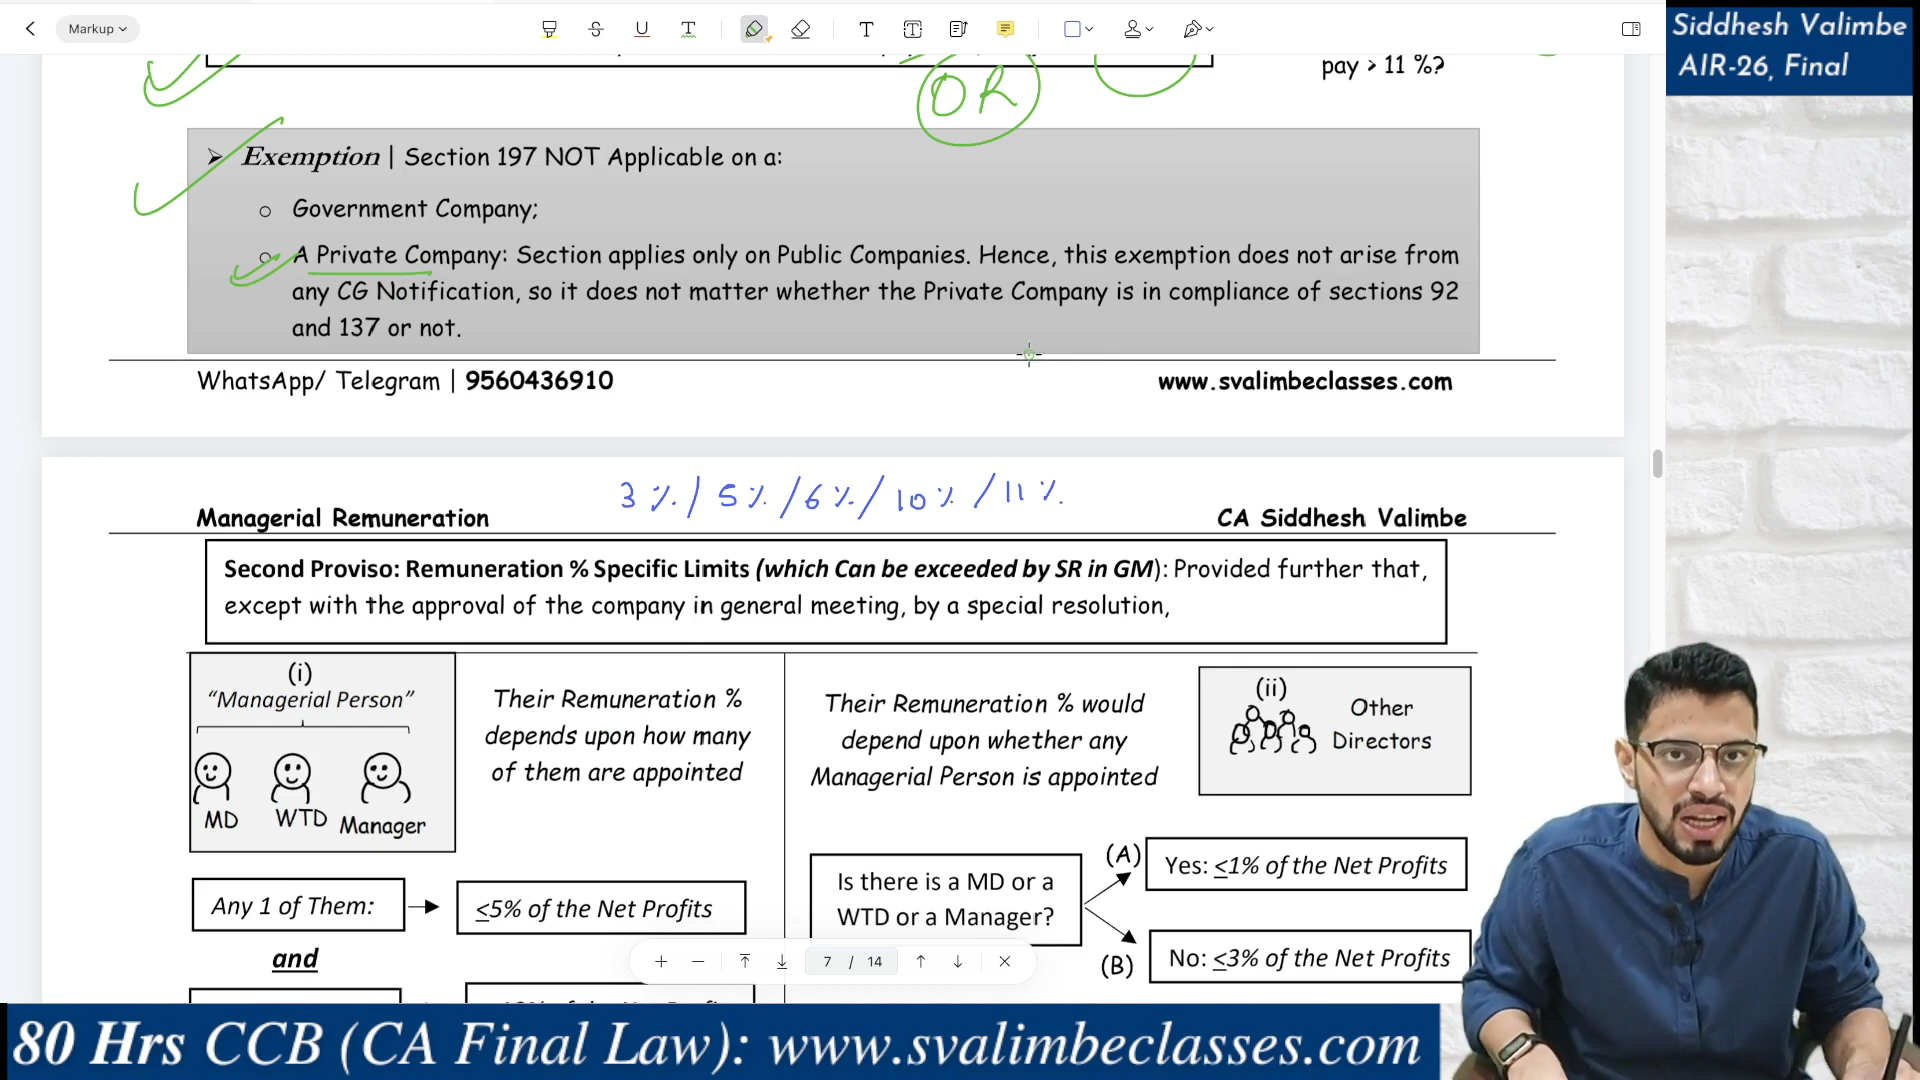 Markup
Siddhesh Valimbe
AIR-26, Final
pay > 11 %?
OR
Exemption | Section 197 NOT Applicable on a:
Government Company;
A Private Company: Section applies only on Public Companies. Hence, this exemption does not arise from
any CG Notification, so it does not matter whether the Private Company is in compliance of sections 92
and 137 or not.
WhatsApp/ Telegram | 9560436910
www.svalimbeclasses.com
3 % / 5 % / 6 % / 10 % / 11 %
Managerial Remuneration
CA Siddhesh Valimbe
Second Proviso: Remuneration % Specific Limits (which Can be exceeded by SR in GM): Provided further that,
except with the approval of the company in general meeting, by a special resolution,
(i)
"Managerial Person"
MD
WTD
Manager
Their Remuneration %
depends upon how many
of them are appointed
Their Remuneration % would
depend upon whether any
Managerial Person is appointed
(ii)
Other
Directors
Any 1 of Them:
<5% of the Net Profits
and
Is there is a MD or a
WTD or a Manager?
(A)
Yes: <1% of the Net Profits
(B)
No: <3% of the Net Profits
7 / 14
80 Hrs CCB (CA Final Law): www.svalimbeclasses.com